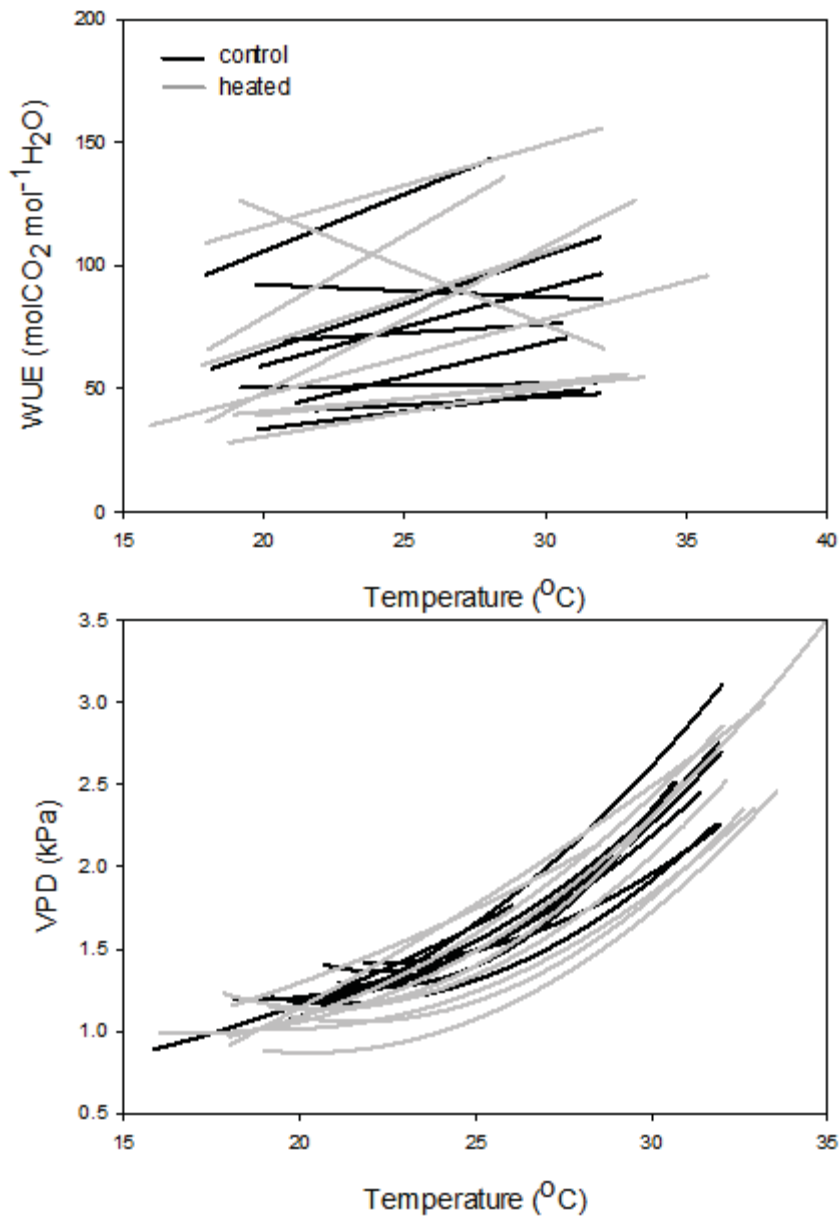 200
control
heated
150
100
50
0
WUE (molCO₂ mol⁻¹H₂O)
15 20 25 30 35 40
Temperature (⁰C)
3.5
3.0
2.5
2.0
1.5
1.0
0.5
VPD (kPa)
15 20 25 30 35
Temperature (⁰C)